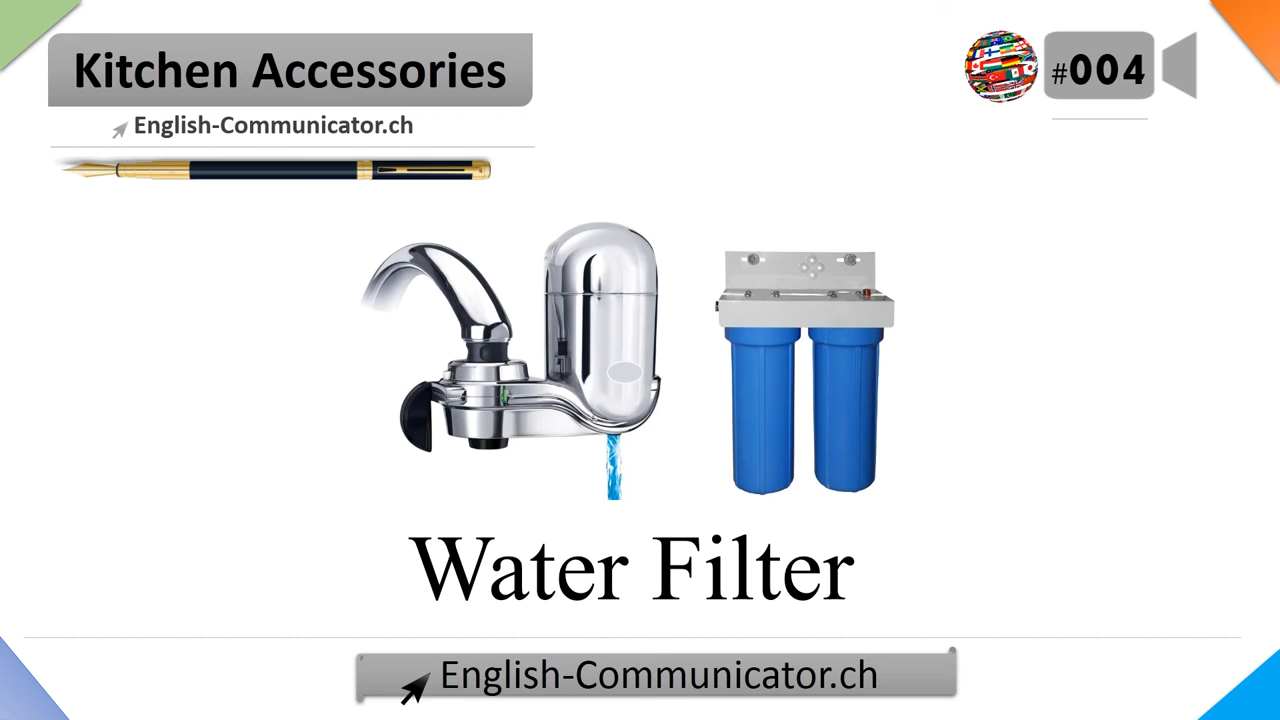 Kitchen Accessories
#004
English-Communicator.ch
Water Filter
English-Communicator.ch